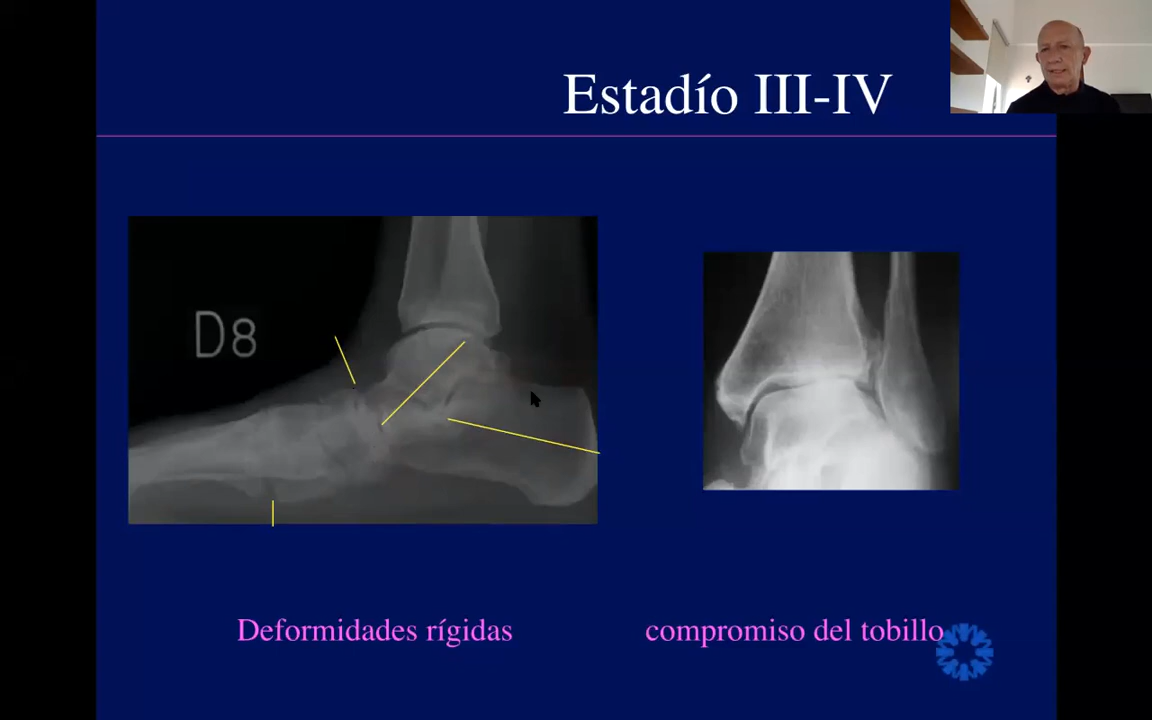 Estadío III-IV
D8
Deformidades rígidas
compromiso del tobillo